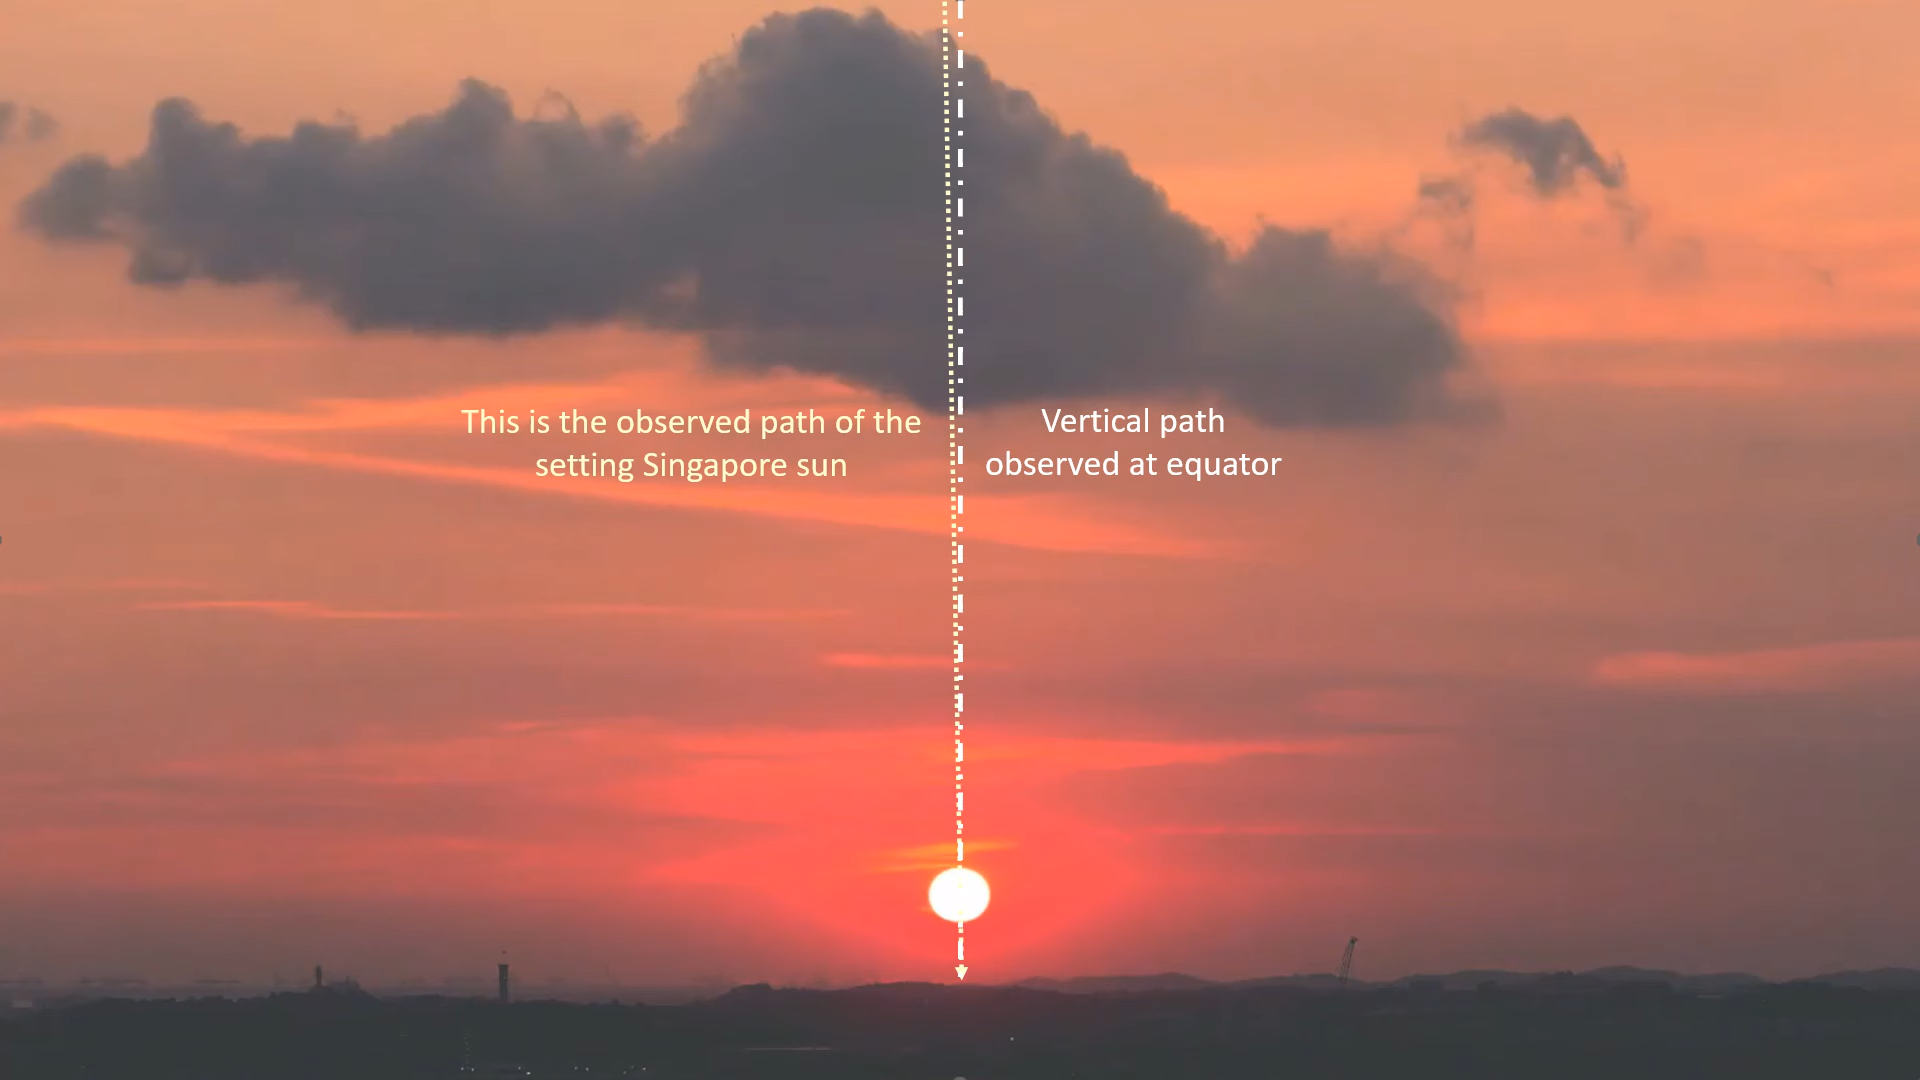 This is the observed path of the
setting Singapore sun
Vertical path
observed at equator